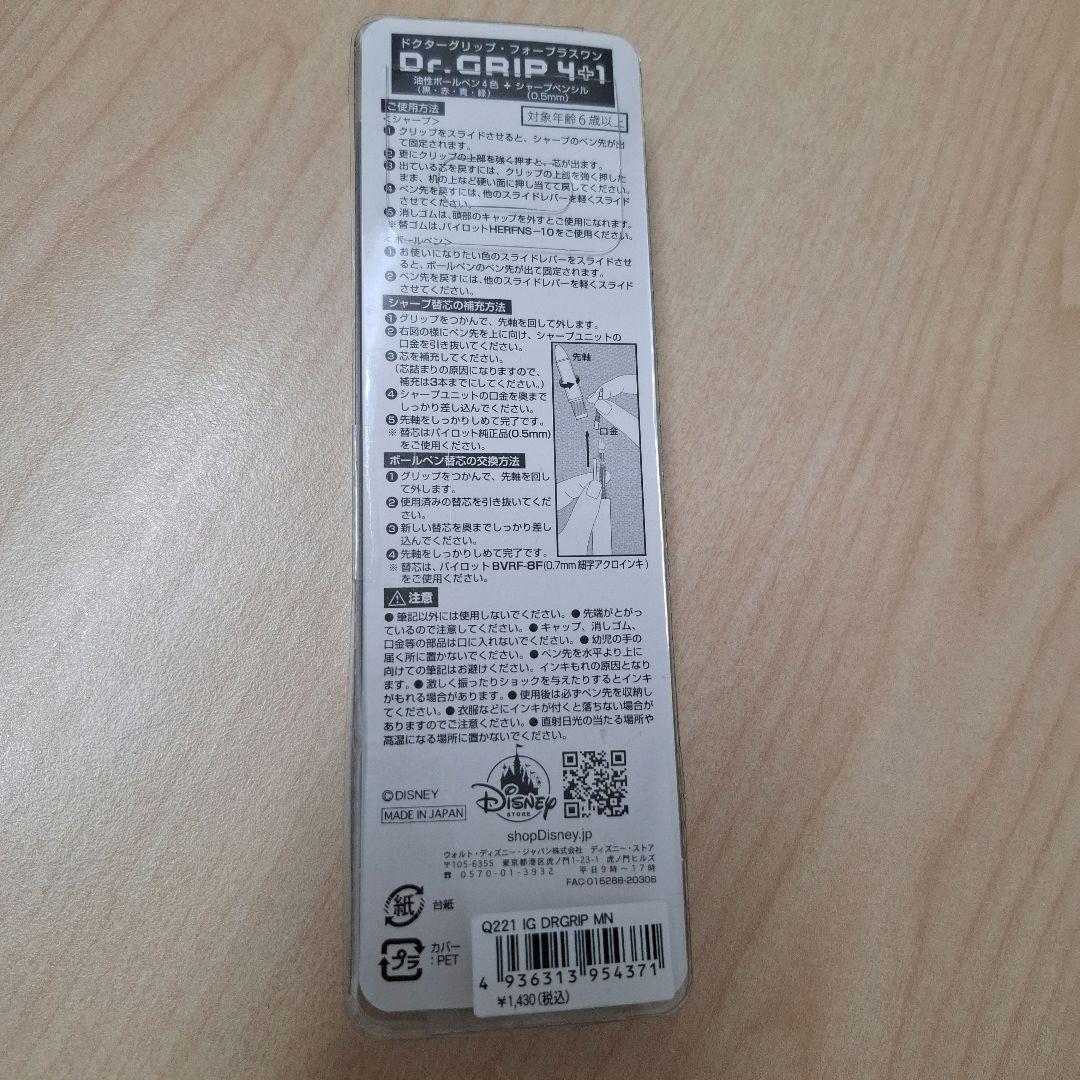 ドクターグリップ・フォープラスワン
Dr.GRIP 4+1
油性ボールペン4色 + シャープペンシル
(黒・赤・青・緑) (0.5mm)
ご使用方法
対象年齢6歳以上
<シャープ>
❶ クリップをスライドさせると、シャープのペン先が出
て固定されます。
❷ 更にクリップの上部を強く押すと、芯が出ます。
❸ 出ている芯を戻すには、クリップの上部を強く押した
まま、机の上など硬い面に押し当てて戻してください。
❹ ペン先を戻すには、他のスライドレバーを軽くスライド
させてください。
❺ 消しゴムは、頭部のキャップを外すとご使用になれます。
※ 替ゴムは、パイロットHERFNS-10をご使用ください。
<ボールペン>
❶ お使いになりたい色のスライドレバーをスライドさせ
ると、ボールペンのペン先が出て固定されます。
❷ ペン先を戻すには、他のスライドレバーを軽くスライド
させてください。
シャープ替芯の補充方法
❶ グリップをつかんで、先軸を回して外します。
❷ 右図の様にペン先を上に向け、シャープユニットの
口金を引き抜いてください。
❸ 芯を補充してください。
(芯詰まりの原因になりますので、
補充は3本までにしてください。)
❹ シャープユニットの口金を奥まで
しっかり差し込んでください。
❺ 先軸をしっかりしめて完了です。
※ 替芯はパイロット純正品(0.5mm)
をご使用ください。
先軸
口金
ボールペン替芯の交換方法
❶ グリップをつかんで、先軸を回し
て外します。
❷ 使用済みの替芯を引き抜いてくだ
さい。
❸ 新しい替芯を奥までしっかり差し
込んでください。
❹ 先軸をしっかりしめて完了です。
※ 替芯は、パイロット BVRF-8F(0.7mm 細字アクロインキ)
をご使用ください。
⚠ 注意
● 筆記以外には使用しないでください。● 先端がとがっ
ているので注意してください。● キャップ、消しゴム、
口金等の部品は口に入れないでください。● 幼児の手の
届く所に置かないでください。● ペン先を水平より上に
向けての筆記はお避けください。インキもれの原因となり
ます。● 激しく振ったりショックを与えたりするとインキ
がもれる場合があります。● 使用後は必ずペン先を収納し
てください。● 衣服などにインキが付くと落ちない場合が
ありますのでご注意ください。● 直射日光の当たる場所や
高温になる場所に置かないでください。
©DISNEY
MADE IN JAPAN
DISNEY
STORE
shopDisney.jp
ウォルト・ディズニー・ジャパン株式会社 ディズニー・ストア
〒105-6355 東京都港区虎ノ門1-23-1 虎ノ門ヒルズ
☎ 0570-01-3932 平日9時〜17時
FAC-015288-20306
紙 台紙
プラ カバー
: PET
Q221 IG DRGRIP MN
4 936313 954371
¥1,430(税込)